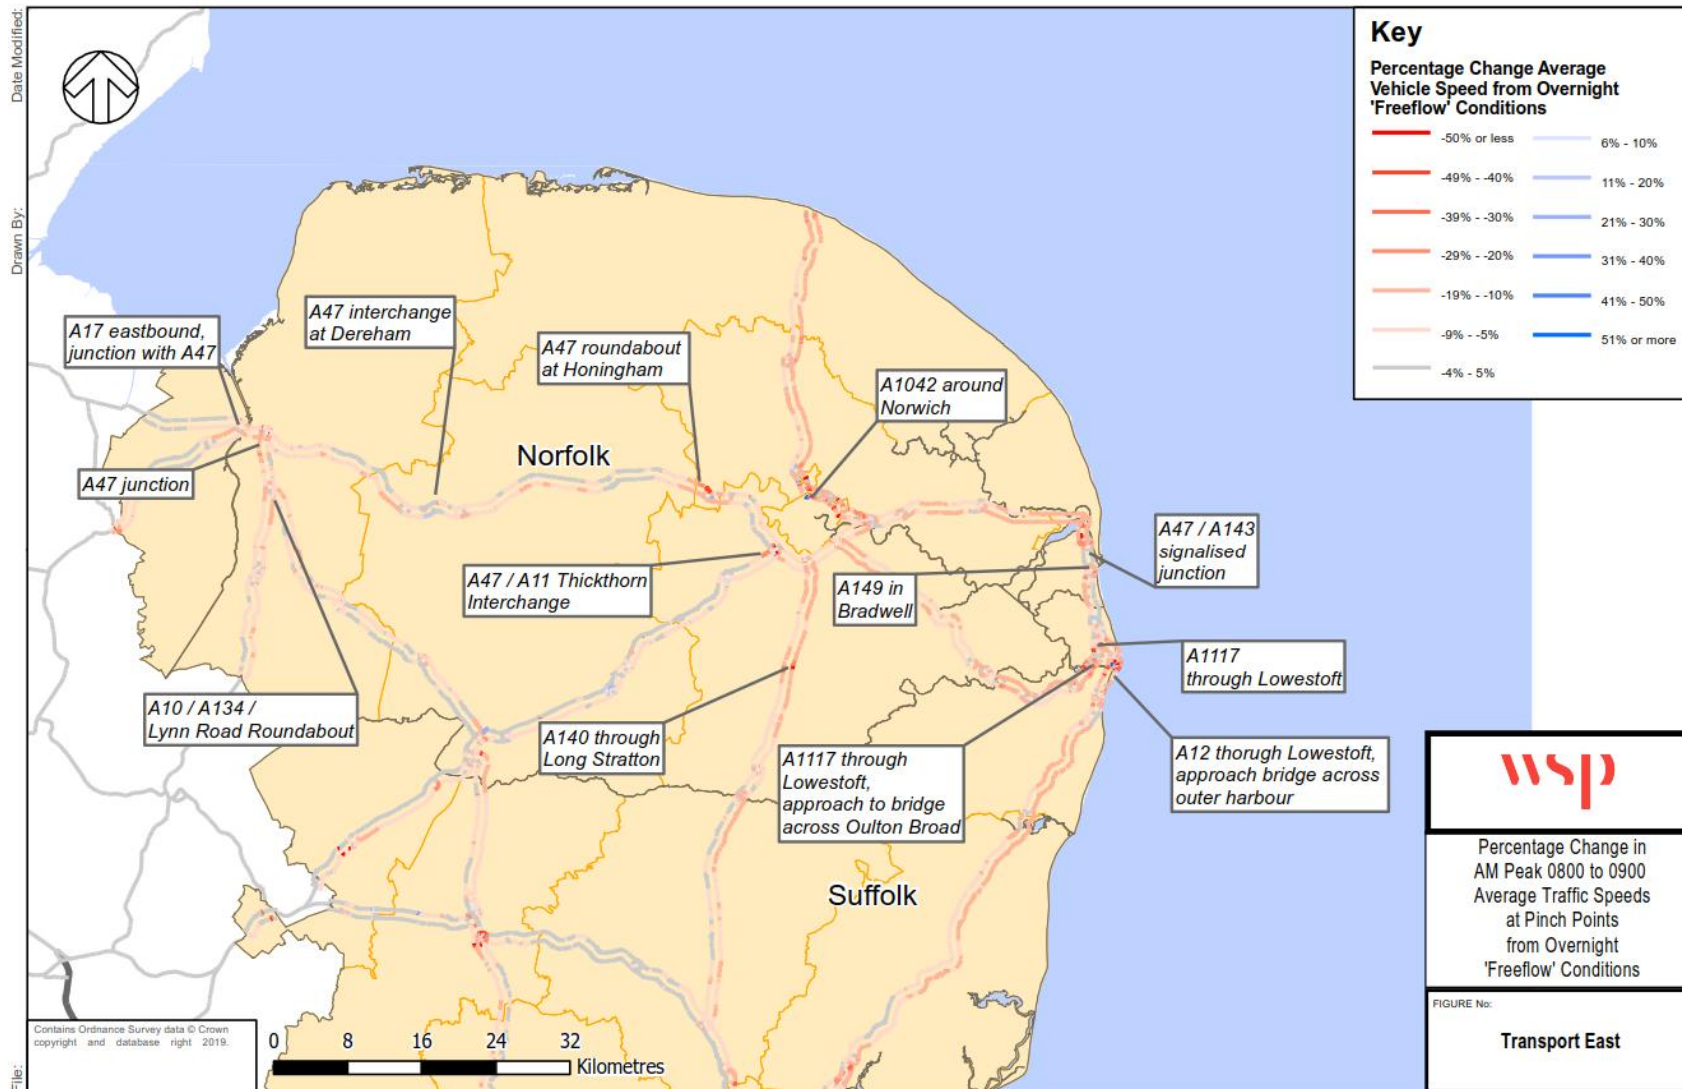 Date Modified:
Drawn By:
File:
Key
Percentage Change Average
Vehicle Speed from Overnight
'Freeflow' Conditions
-50% or less
-49% - -40%
-39% - -30%
-29% - -20%
-19% - -10%
-9% - -5%
-4% - 5%
6% - 10%
11% - 20%
21% - 30%
31% - 40%
41% - 50%
51% or more
A17 eastbound,
junction with A47
A47 interchange
at Dereham
A47 roundabout
at Honingham
A1042 around
Norwich
Norfolk
A47 junction
A47 / A143
signalised
junction
A47 / A11 Thickthorn
Interchange
A149 in
Bradwell
A1117
through Lowestoft
A10 / A134 /
Lynn Road Roundabout
A140 through
Long Stratton
A1117 through
Lowestoft,
approach to bridge
across Oulton Broad
A12 thorugh Lowestoft,
approach bridge across
outer harbour
Suffolk
wsp
Percentage Change in
AM Peak 0800 to 0900
Average Traffic Speeds
at Pinch Points
from Overnight
'Freeflow' Conditions
FIGURE No:
Transport East
Contains Ordnance Survey data © Crown
copyright and database right 2019.
0 8 16 24 32
Kilometres